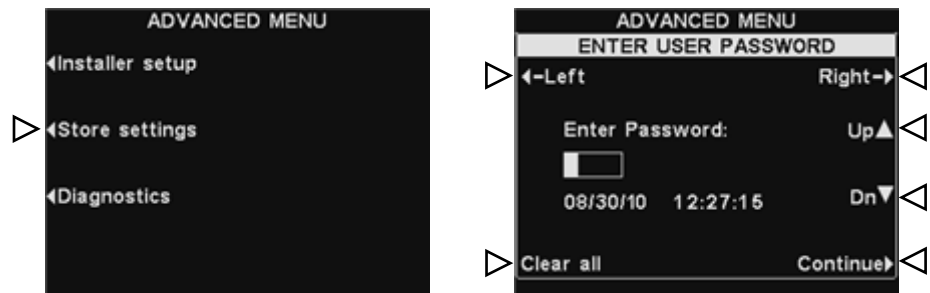 ADVANCED MENU
Installer setup
Store settings
Diagnostics
ADVANCED MENU
ENTER USER PASSWORD
-Left Right-
Enter Password: Up
08/30/10 12:27:15 Dn
Clear all Continue